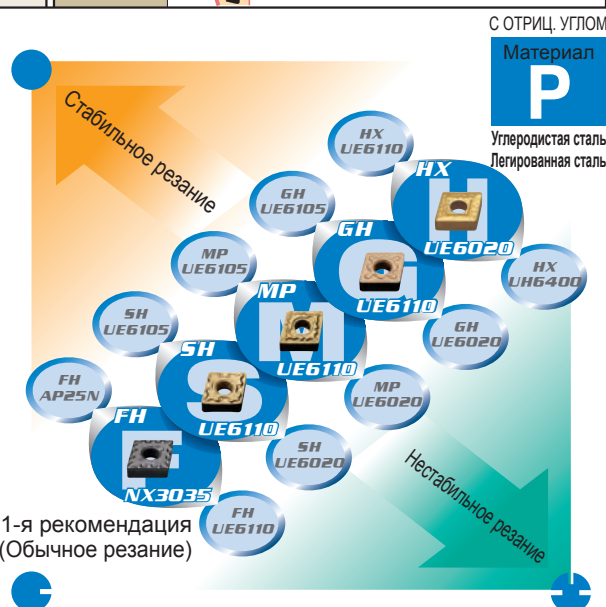 С ОТРИЦ. УГЛОМ
Материал
P
Углеродистая сталь
Легированная сталь
Стабильное резание
HX
UE6110
HX
H
UE6020
GH
UE6105
GH
G
UE6110
HX
UH6400
MP
UE6105
MP
M
UE6110
GH
UE6020
SH
UE6105
SH
S
UE6110
MP
UE6020
FH
AP25N
FH
F
NX3035
SH
UE6020
FH
UE6110
Нестабильное резание
1-я рекомендация
(Обычное резание)